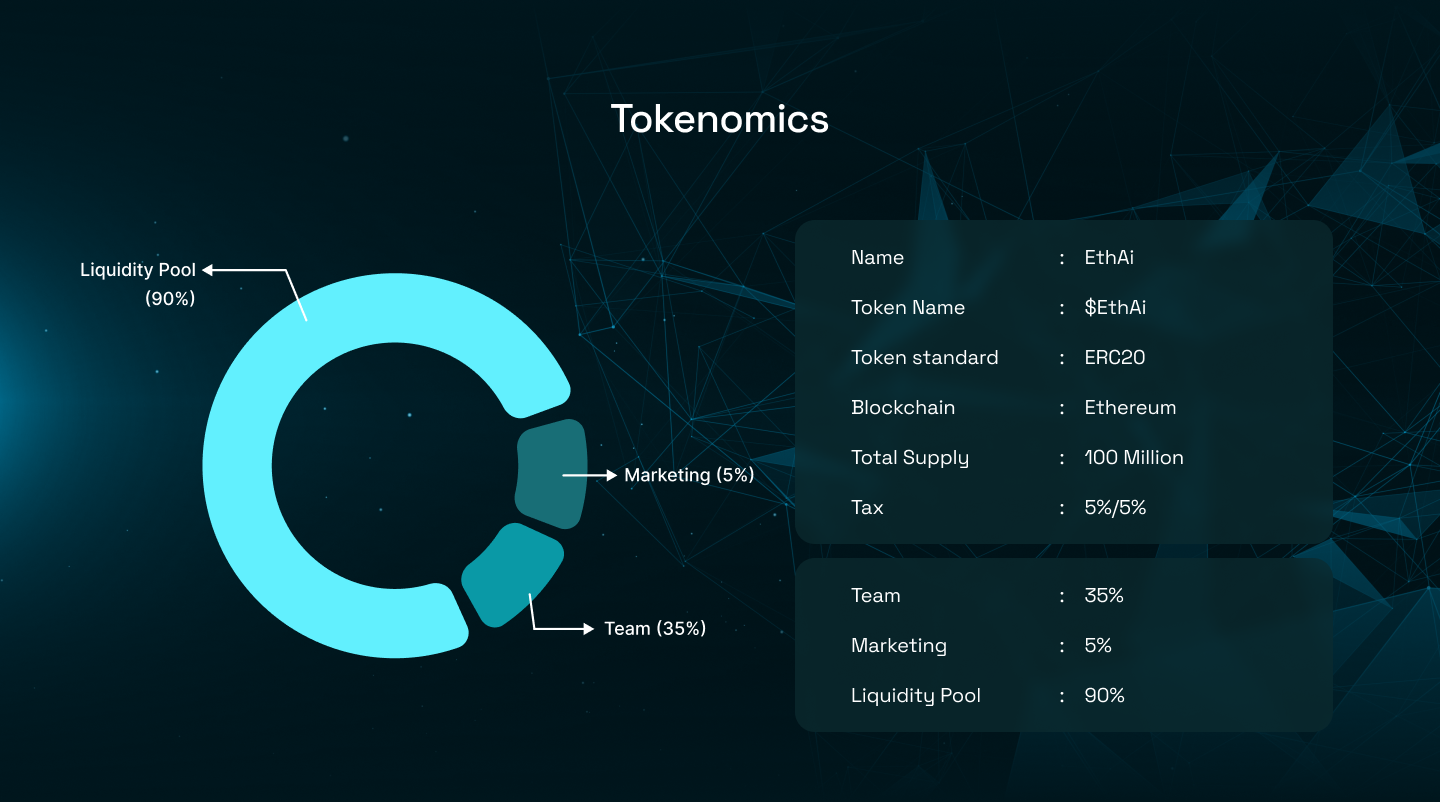 Tokenomics
Liquidity Pool
(90%)
Marketing (5%)
Team (35%)
Name : EthAi
Token Name : $EthAi
Token standard : ERC20
Blockchain : Ethereum
Total Supply : 100 Million
Tax : 5%/5%
Team : 35%
Marketing : 5%
Liquidity Pool : 90%